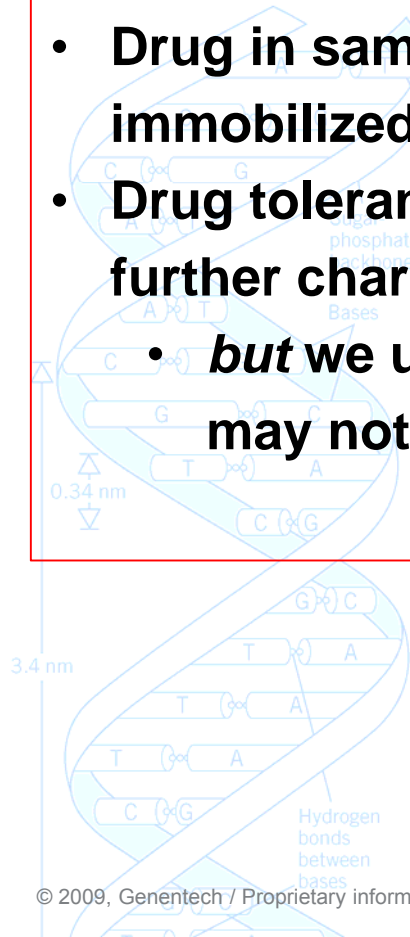 • Drug in sam
immobilized
• Drug toleran
further char
• but we u
may not
A T
C G
A T
Sugar
phosphat
backbone
Bases
A T
C G
G C
T A
0.34 nm
C G
G C
3.4 nm
T A
T A
T A
C G
Hydrogen
bonds
between
bases
© 2009, Genentech / Proprietary inform